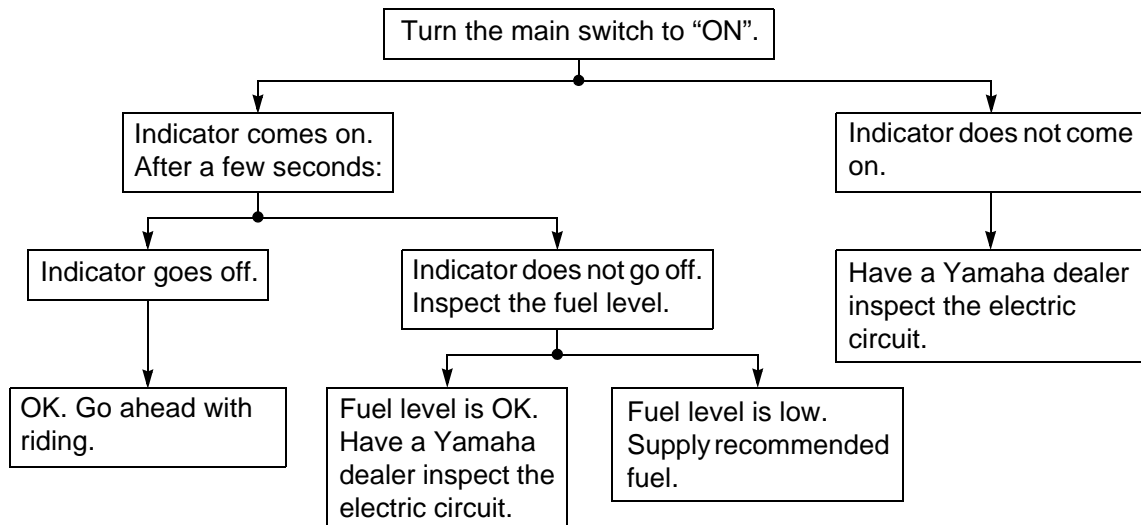 Turn the main switch to “ON”.
Indicator comes on.
After a few seconds:
Indicator does not come
on.
Indicator goes off.
Indicator does not go off.
Inspect the fuel level.
Have a Yamaha dealer
inspect the electric
circuit.
OK. Go ahead with
riding.
Fuel level is OK.
Have a Yamaha
dealer inspect the
electric circuit.
Fuel level is low.
Supply recommended
fuel.